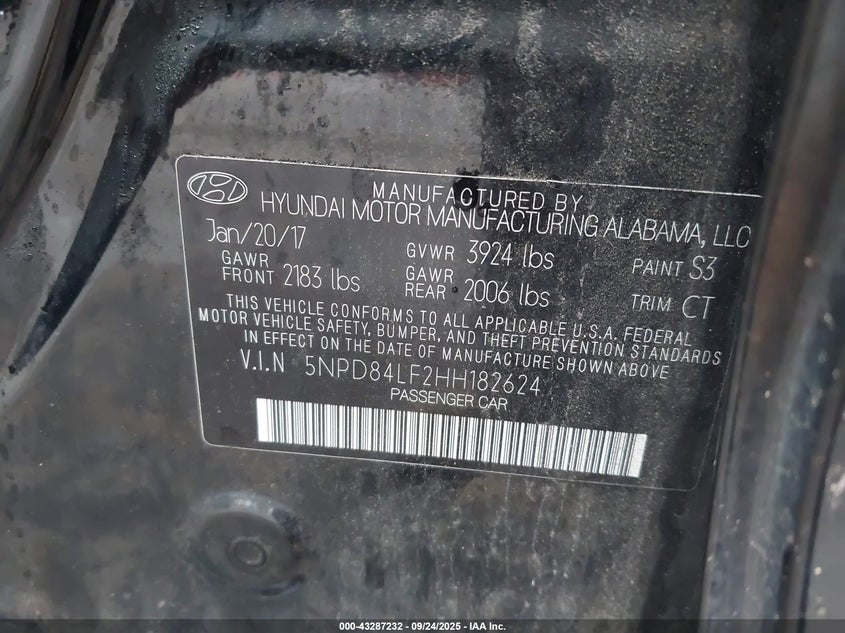 MANUFACTURED BY
HYUNDAI MOTOR MANUFACTURING ALABAMA, LLC
Jan/20/17 GVWR 3924 lbs PAINT S3
GAWR FRONT 2183 lbs GAWR REAR 2006 lbs TRIM CT
THIS VEHICLE CONFORMS TO ALL APPLICABLE U.S.A. FEDERAL
MOTOR VEHICLE SAFETY, BUMPER, AND THEFT PREVENTION STANDARDS
IN EFFECT ON THE DATE OF MANUFACTURE SHOWN ABOVE
V.I.N 5NPD84LF2HH182624
PASSENGER CAR
000-43287232 - 09/24/2025 - IAA Inc.